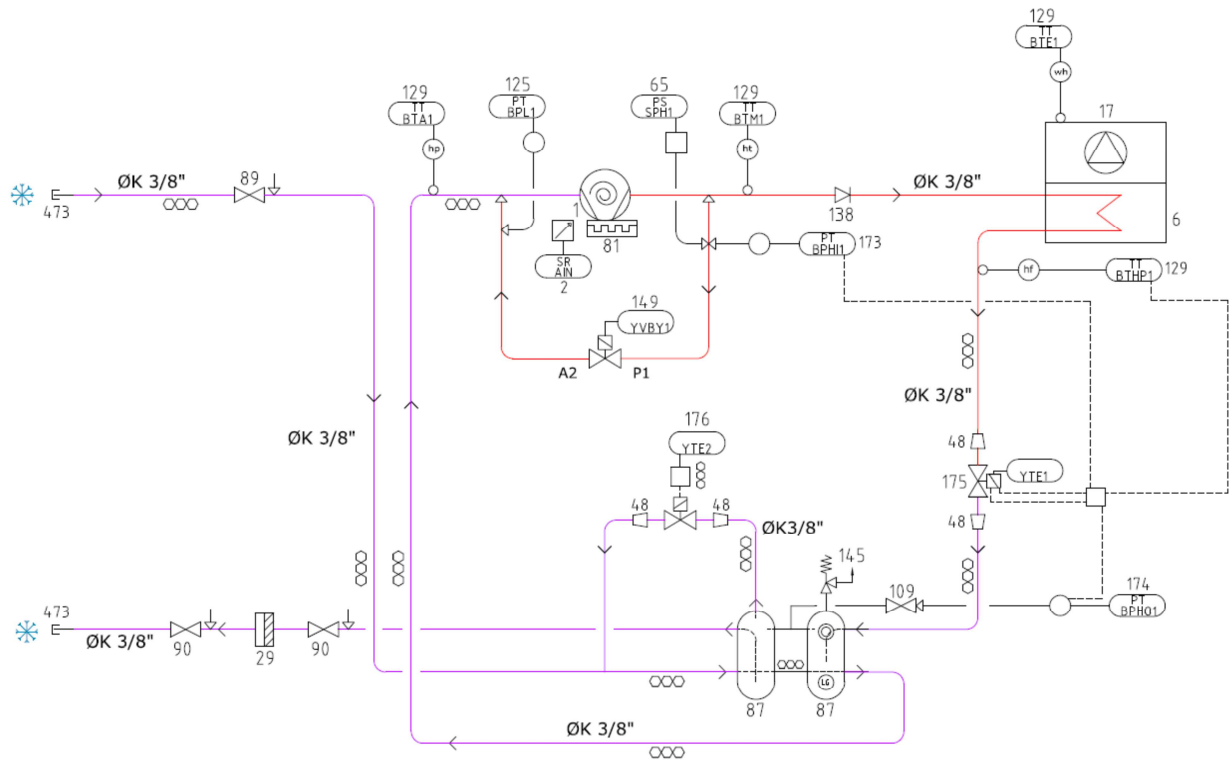 129
TT
BTE1
wh
17
6
129
TT
BTA1
hp
125
PT
BPL1
65
PS
SPH1
129
TT
BTM1
ht
473
ØK 3/8"
89
1
81
SR
AIN
2
138
ØK 3/8"
PT
BPHI1
173
hf
TT
BTHP1
129
149
YVBY1
A2
P1
ØK 3/8"
ØK 3/8"
176
YTE2
48
48
ØK3/8"
48
175
YTE1
48
145
109
174
PT
BPHO1
473
ØK 3/8"
90
29
90
LG
87
87
ØK 3/8"